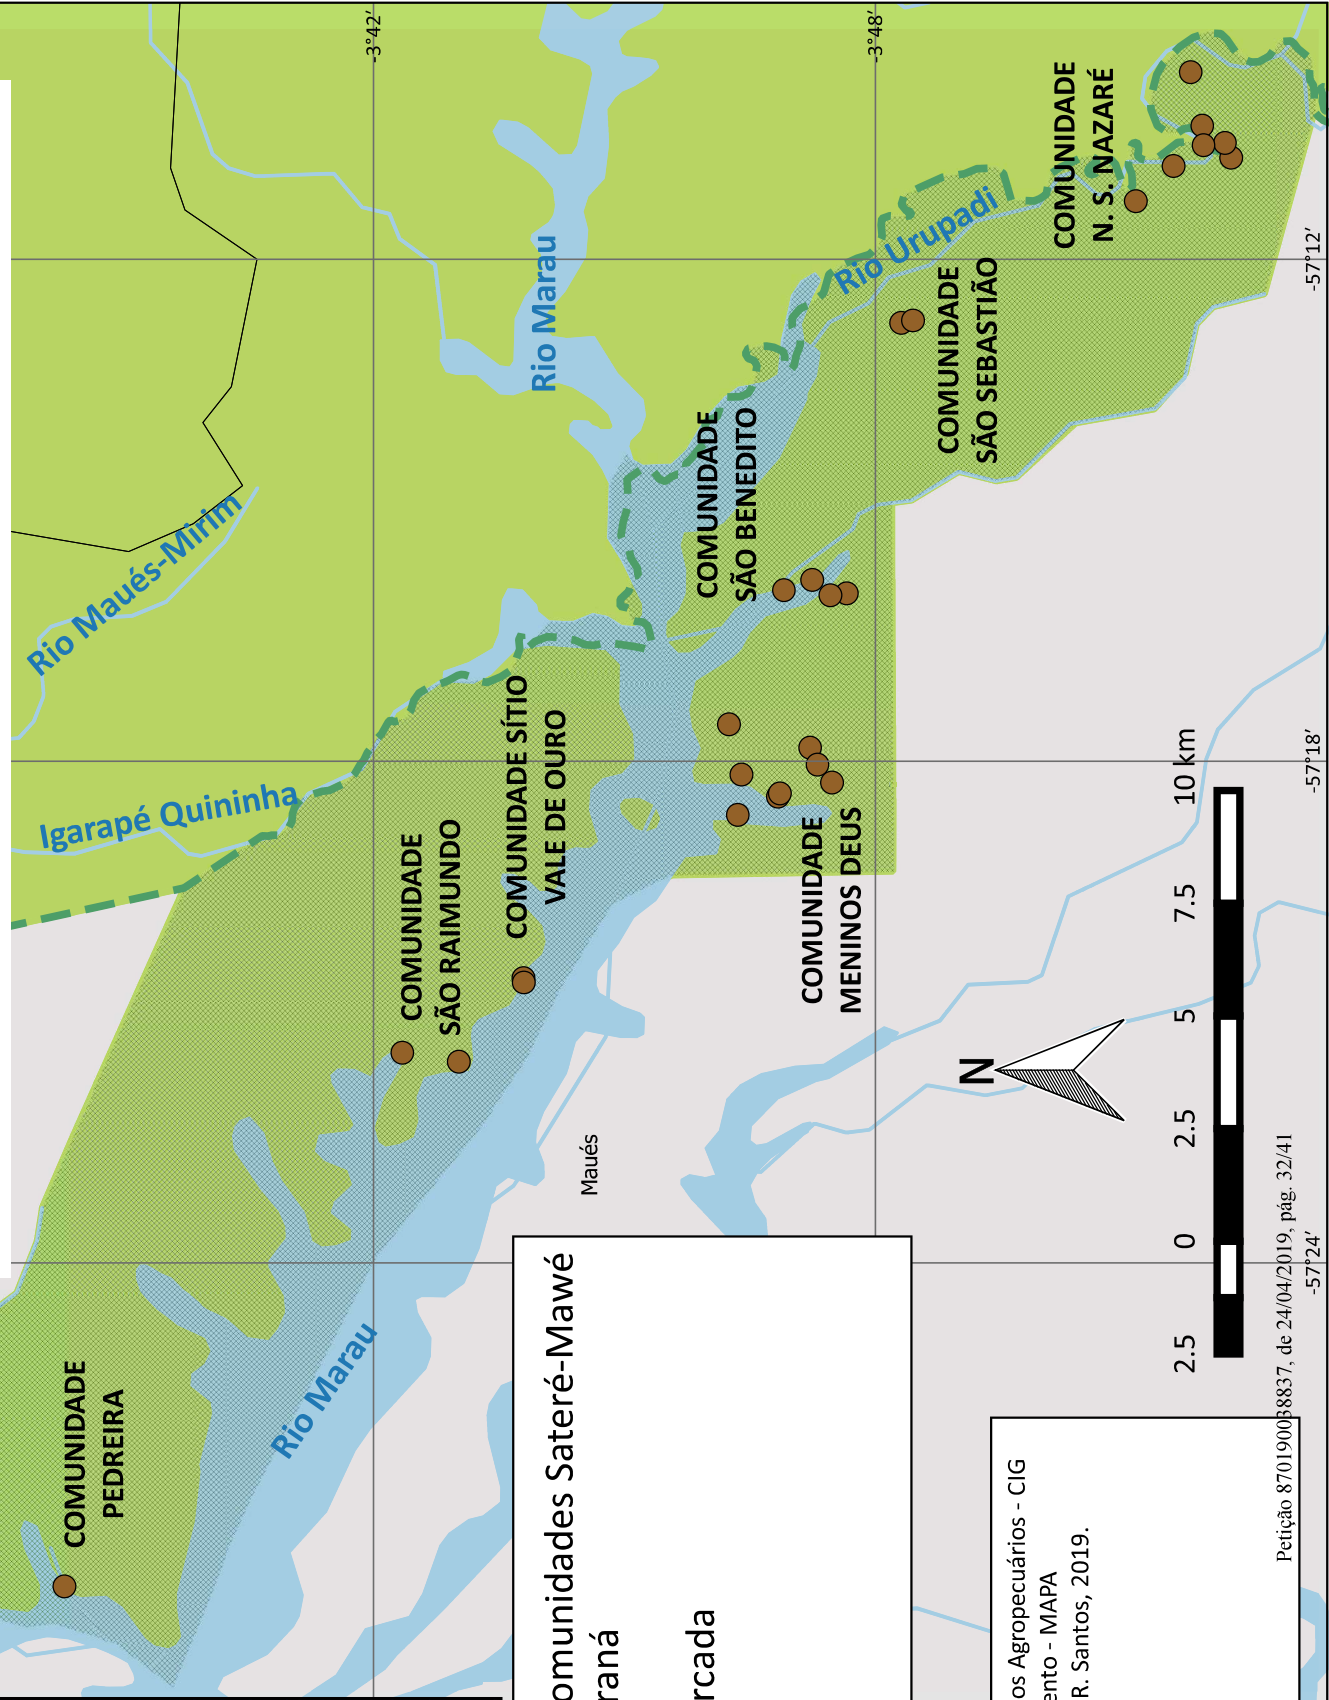 -3°42′
-3°48′
COMUNIDADE
N. S. NAZARÉ
Rio Marau
Rio Urupadi
-57°12′
COMUNIDADE
SÃO SEBASTIÃO
COMUNIDADE
SÃO BENEDITO
Rio Maués-Mirim
Igarapé Quininha
COMUNIDADE SÍTIO
VALE DE OURO
-57°18′
COMUNIDADE
SÃO RAIMUNDO
COMUNIDADE
MENINOS DEUS
Maués
N
2.5 0 2.5 5 7.5 10 km
-57°24′
Rio Marau
COMUNIDADE
PEDREIRA
omunidades Sateré-Mawé
raná
rcada
os Agropecuários - CIG
ento - MAPA
R. Santos, 2019.
Petição 870190038837, de 24/04/2019, pág. 32/41